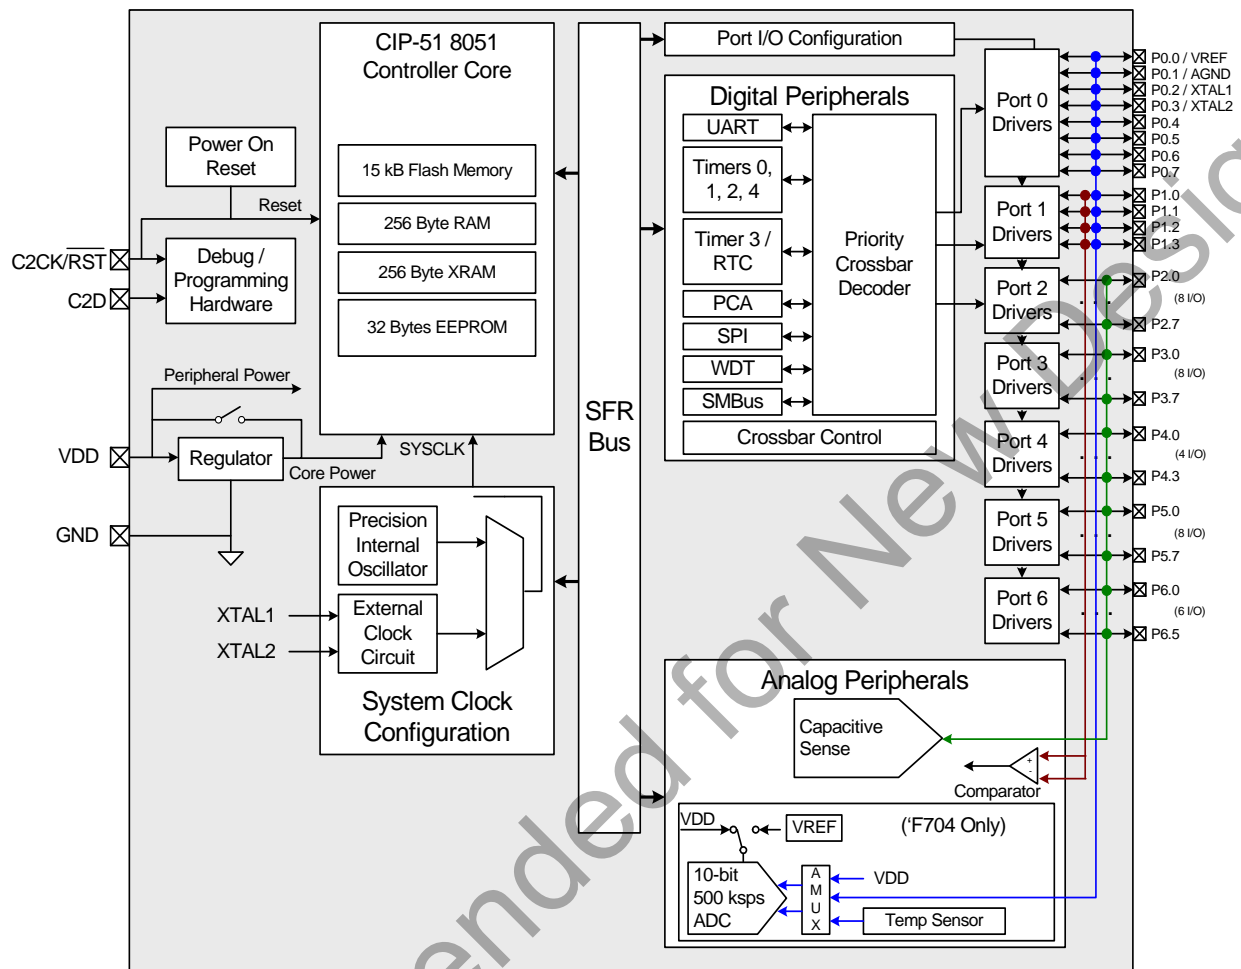 CIP-51 8051
Controller Core
15 kB Flash Memory
256 Byte RAM
256 Byte XRAM
32 Bytes EEPROM
Power On
Reset
Reset
Debug /
Programming
Hardware
C2CK/RST
C2D
Peripheral Power
VDD
Regulator
Core Power
GND
SYSCLK
Precision
Internal
Oscillator
XTAL1
XTAL2
External
Clock
Circuit
System Clock
Configuration
SFR
Bus
Port I/O Configuration
Digital Peripherals
UART
Timers 0,
1, 2, 4
Timer 3 /
RTC
PCA
SPI
WDT
SMBus
Priority
Crossbar
Decoder
Crossbar Control
Port 0
Drivers
Port 1
Drivers
Port 2
Drivers
Port 3
Drivers
Port 4
Drivers
Port 5
Drivers
Port 6
Drivers
P0.0 / VREF
P0.1 / AGND
P0.2 / XTAL1
P0.3 / XTAL2
P0.4
P0.5
P0.6
P0.7
P1.0
P1.1
P1.2
P1.3
P2.0
(8 I/O)
P2.7
P3.0
(8 I/O)
P3.7
P4.0
(4 I/O)
P4.3
P5.0
(8 I/O)
P5.7
P6.0
(6 I/O)
P6.5
Analog Peripherals
Capacitive
Sense
+
-
Comparator
VDD
VREF
('F704 Only)
10-bit
500 ksps
ADC
A
M
U
X
VDD
Temp Sensor
ended for New Desig